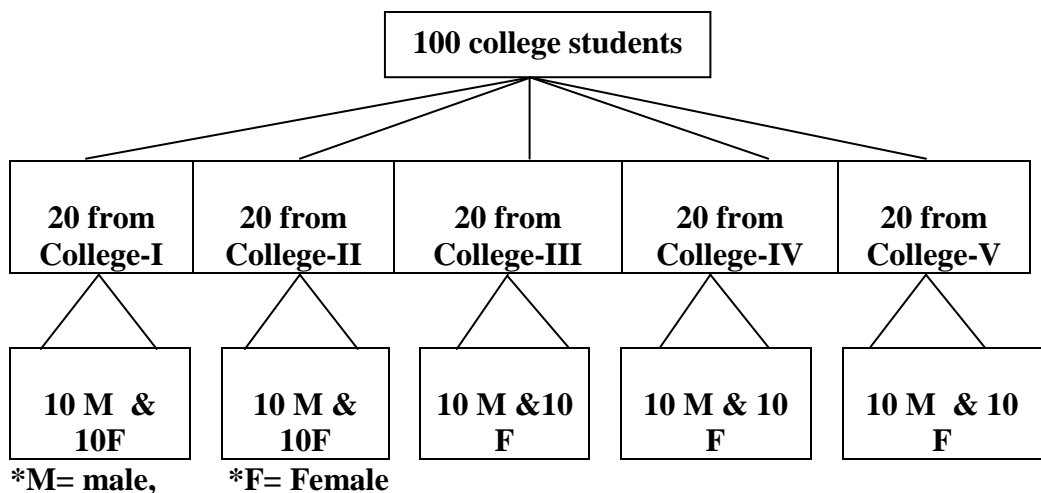 100 college students
20 from
College-I
20 from
College-II
20 from
College-III
20 from
College-IV
20 from
College-V
10 M & 
10F
10 M &
10F
10 M &10
F
10 M & 10
F
10 M & 10
F
*M= male, *F= Female